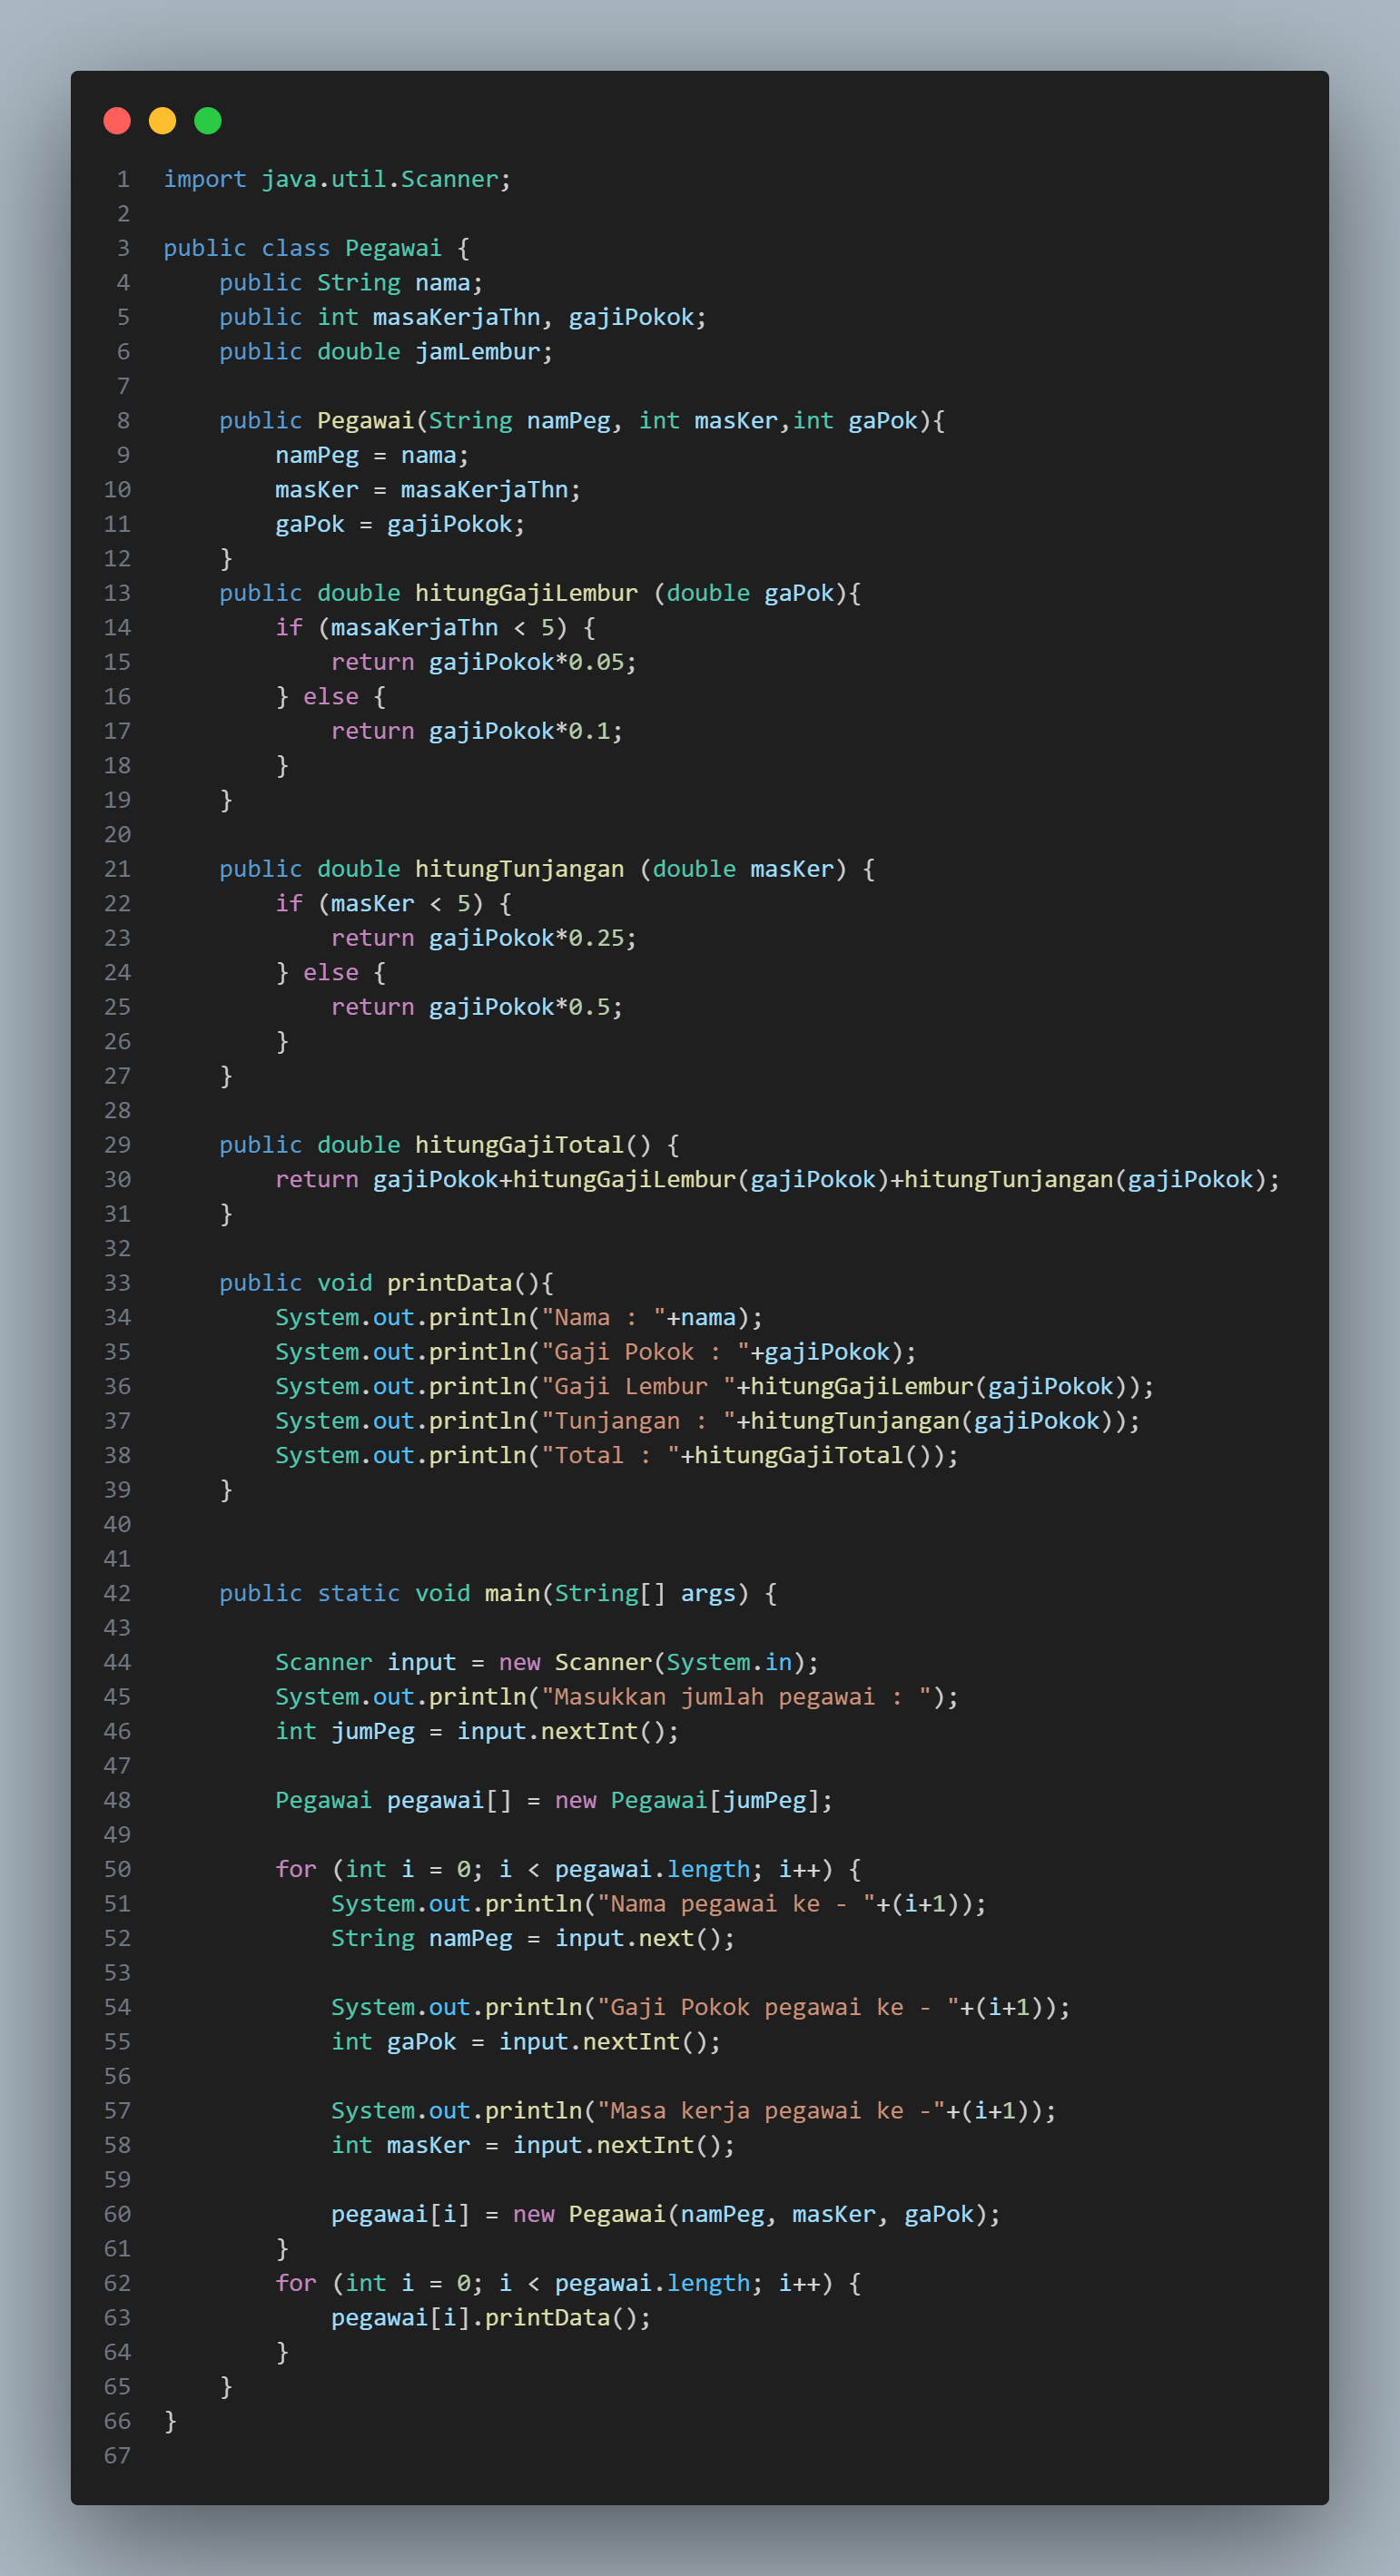 1 import java.util.Scanner;
2
3 public class Pegawai {
4     public String nama;
5     public int masaKerjaThn, gajiPokok;
6     public double jamLembur;
7
8     public Pegawai(String namPeg, int masKer,int gaPok){
9         namPeg = nama;
10         masKer = masaKerjaThn;
11         gaPok = gajiPokok;
12     }
13     public double hitungGajiLembur (double gaPok){
14         if (masaKerjaThn < 5) {
15             return gajiPokok*0.05;
16         } else {
17             return gajiPokok*0.1;
18         }
19     }
20
21     public double hitungTunjangan (double masKer) {
22         if (masKer < 5) {
23             return gajiPokok*0.25;
24         } else {
25             return gajiPokok*0.5;
26         }
27     }
28
29     public double hitungGajiTotal() {
30         return gajiPokok+hitungGajiLembur(gajiPokok)+hitungTunjangan(gajiPokok);
31     }
32
33     public void printData(){
34         System.out.println("Nama : "+nama);
35         System.out.println("Gaji Pokok : "+gajiPokok);
36         System.out.println("Gaji Lembur "+hitungGajiLembur(gajiPokok));
37         System.out.println("Tunjangan : "+hitungTunjangan(gajiPokok));
38         System.out.println("Total : "+hitungGajiTotal());
39     }
40
41
42     public static void main(String[] args) {
43
44         Scanner input = new Scanner(System.in);
45         System.out.println("Masukkan jumlah pegawai : ");
46         int jumPeg = input.nextInt();
47
48         Pegawai pegawai[] = new Pegawai[jumPeg];
49
50         for (int i = 0; i < pegawai.length; i++) {
51             System.out.println("Nama pegawai ke - "+(i+1));
52             String namPeg = input.next();
53
54             System.out.println("Gaji Pokok pegawai ke - "+(i+1));
55             int gaPok = input.nextInt();
56
57             System.out.println("Masa kerja pegawai ke -"+(i+1));
58             int masKer = input.nextInt();
59
60             pegawai[i] = new Pegawai(namPeg, masKer, gaPok);
61         }
62         for (int i = 0; i < pegawai.length; i++) {
63             pegawai[i].printData();
64         }
65     }
66 }
67